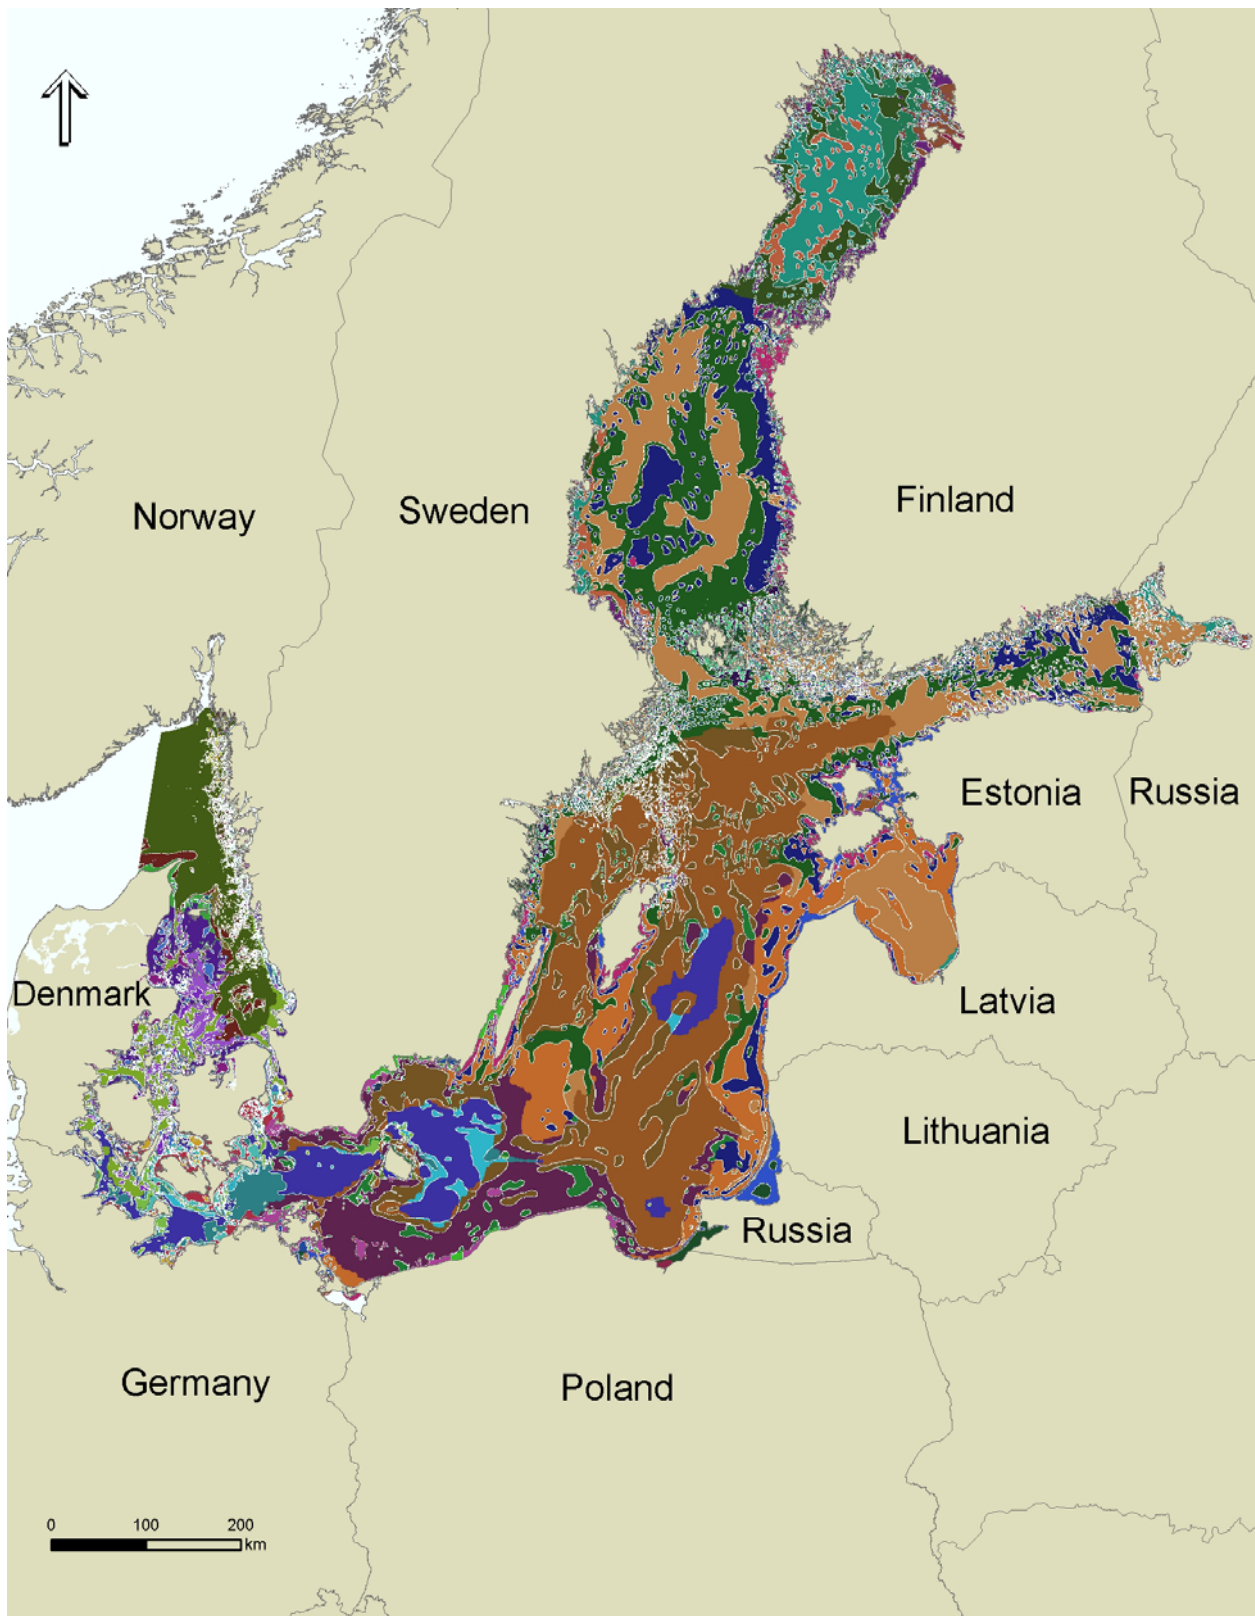 Norway
Sweden
Finland
Estonia
Russia
Denmark
Latvia
Lithuania
Russia
Germany
Poland
0 100 200
km